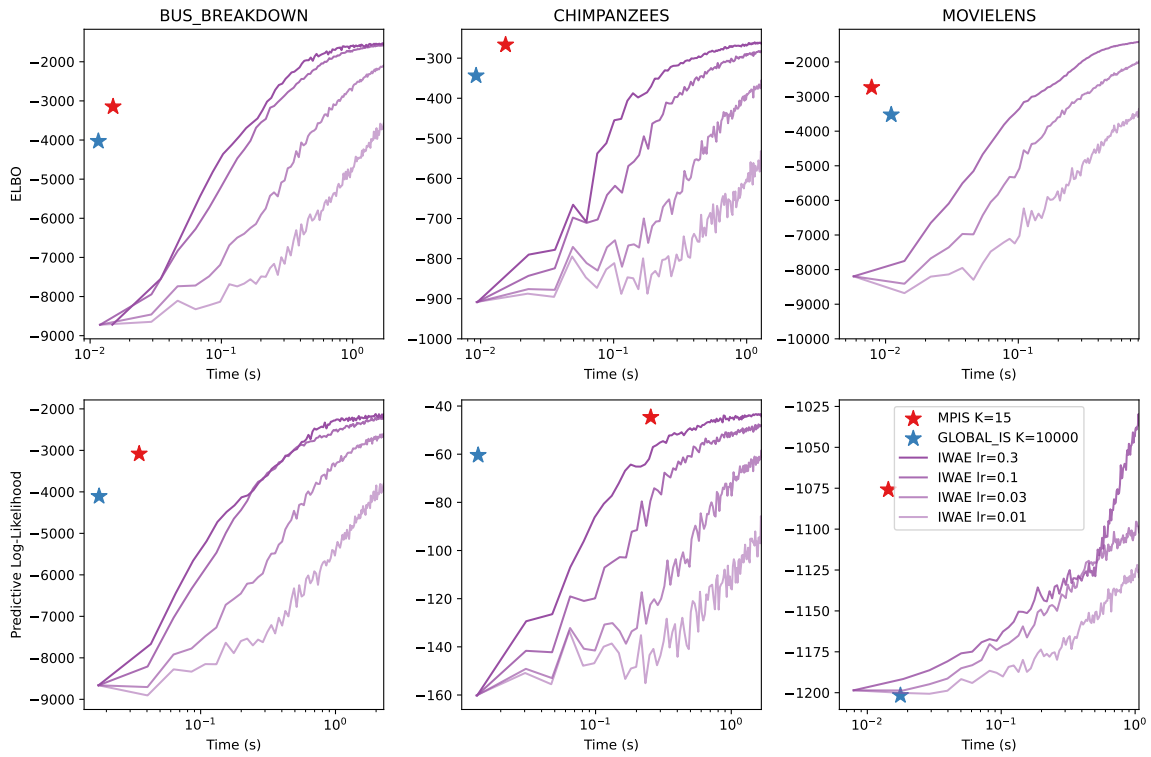 BUS_BREAKDOWN CHIMPANZEES MOVIELENS
ELBO
−2000
−3000
−4000
−5000
−6000
−7000
−8000
−9000
10⁻² 10⁻¹ 10⁰
Time (s)
−300
−400
−500
−600
−700
−800
−900
−1000
10⁻² 10⁻¹ 10⁰
Time (s)
−2000
−3000
−4000
−5000
−6000
−7000
−8000
−9000
−10000
10⁻² 10⁻¹
Time (s)
Predictive Log-Likelihood
−2000
−3000
−4000
−5000
−6000
−7000
−8000
−9000
10⁻¹ 10⁰
Time (s)
−40
−60
−80
−100
−120
−140
−160
10⁻¹ 10⁰
Time (s)
−1025
−1050
−1075
−1100
−1125
−1150
−1175
−1200
10⁻² 10⁻¹ 10⁰
Time (s)
MPIS K=15
GLOBAL_IS K=10000
IWAE lr=0.3
IWAE lr=0.1
IWAE lr=0.03
IWAE lr=0.01